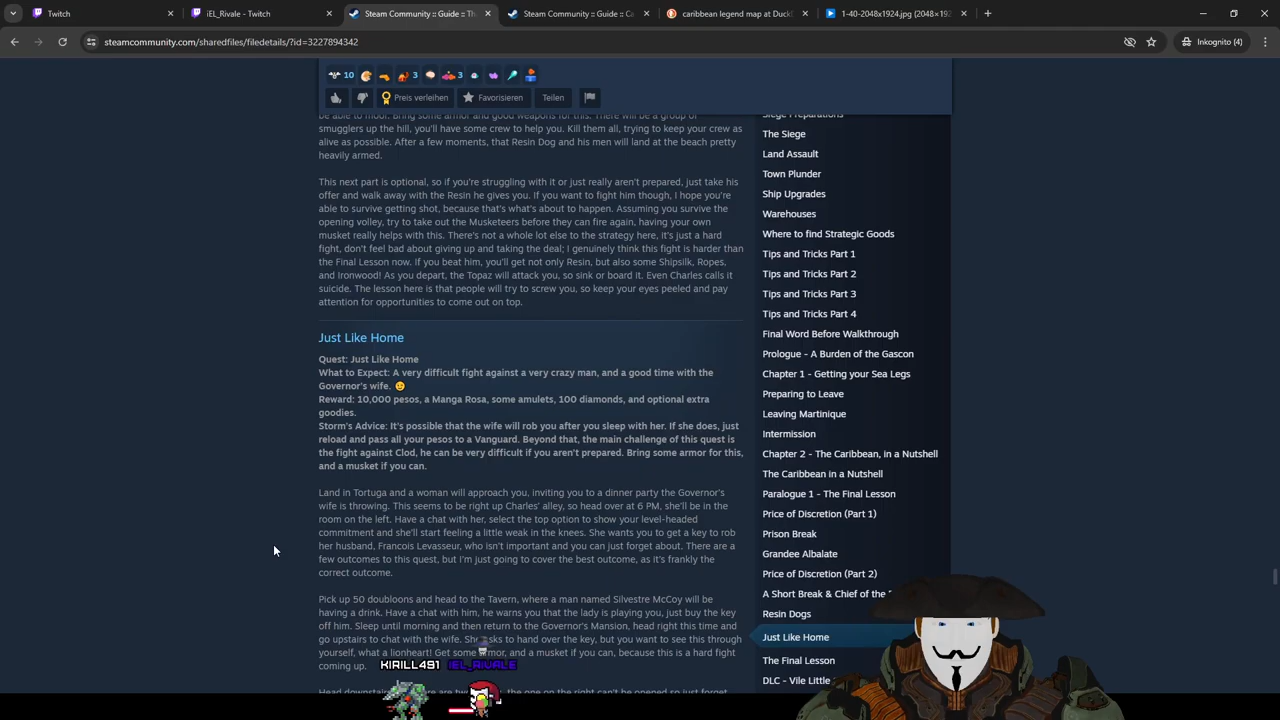 Twitch
iEL_Rivale - Twitch
Steam Community :: Guide :: Th
Steam Community :: Guide :: Ca
caribbean legend map at Duck
1-40-2048x1924.jpg (2048×192
steamcommunity.com/sharedfiles/filedetails/?id=3227894342
Inkognito (4)
10
3
3
Preis verleihen
Favorisieren
Teilen
be able to moor. Bring some armor and good weapons for this. There will be a group of
smugglers up the hill, you'll have some crew to help you. Kill them all, trying to keep your crew as
alive as possible. After a few moments, that Resin Dog and his men will land at the beach pretty
heavily armed.
This next part is optional, so if you're struggling with it or just really aren't prepared, just take his
offer and walk away with the Resin he gives you. If you want to fight him though, I hope you're
able to survive getting shot, because that's what's about to happen. Assuming you survive the
opening volley, try to take out the Musketeers before they can fire again, having your own
musket really helps with this. There's not a whole lot else to the strategy here, it's just a hard
fight, don't feel bad about giving up and taking the deal; I genuinely think this fight is harder than
the Final Lesson now. If you beat him, you'll get not only Resin, but also some Shipsilk, Ropes,
and Ironwood! As you depart, the Topaz will attack you, so sink or board it. Even Charles calls it
suicide. The lesson here is that people will try to screw you, so keep your eyes peeled and pay
attention for opportunities to come out on top.
Just Like Home
Quest: Just Like Home
What to Expect: A very difficult fight against a very crazy man, and a good time with the
Governor's wife. 😉
Reward: 10,000 pesos, a Manga Rosa, some amulets, 100 diamonds, and optional extra
goodies.
Storm's Advice: It's possible that the wife will rob you after you sleep with her. If she does, just
reload and pass all your pesos to a Vanguard. Beyond that, the main challenge of this quest is
the fight against Clod, he can be very difficult if you aren't prepared. Bring some armor for this,
and a musket if you can.
Land in Tortuga and a woman will approach you, inviting you to a dinner party the Governor's
wife is throwing. This seems to be right up Charles' alley, so head over at 6 PM, she'll be in the
room on the left. Have a chat with her, select the top option to show your level-headed
commitment and she'll start feeling a little weak in the knees. She wants you to get a key to rob
her husband, Francois Levasseur, who isn't important and you can just forget about. There are a
few outcomes to this quest, but I'm just going to cover the best outcome, as it's frankly the
correct outcome.
Pick up 50 doubloons and head to the Tavern, where a man named Silvestre McCoy will be
having a drink. Have a chat with him, he warns you that the lady is playing you, just buy the key
off him. Sleep until morning and then return to the Governor's Mansion, head right this time and
go upstairs to chat with the wife. She asks to hand over the key, but you want to see this through
yourself, what a lionheart! Get some armor, and a musket if you can, because this is a hard fight
coming up.
Head downstairs, there are two the one on the right can't be opened so just forget
KIRILL491
IEL_RIVALE
Siege Preparations
The Siege
Land Assault
Town Plunder
Ship Upgrades
Warehouses
Where to find Strategic Goods
Tips and Tricks Part 1
Tips and Tricks Part 2
Tips and Tricks Part 3
Tips and Tricks Part 4
Final Word Before Walkthrough
Prologue - A Burden of the Gascon
Chapter 1 - Getting your Sea Legs
Preparing to Leave
Leaving Martinique
Intermission
Chapter 2 - The Caribbean, in a Nutshell
The Caribbean in a Nutshell
Paralogue 1 - The Final Lesson
Price of Discretion (Part 1)
Prison Break
Grandee Albalate
Price of Discretion (Part 2)
A Short Break & Chief of the
Resin Dogs
Just Like Home
The Final Lesson
DLC - Vile Little